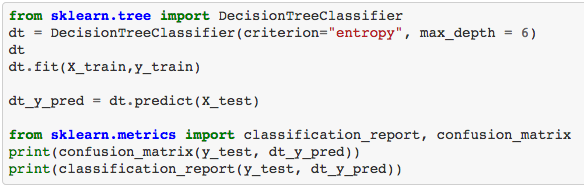 from sklearn.tree import DecisionTreeClassifier
dt = DecisionTreeClassifier(criterion="entropy", max_depth = 6)
dt
dt.fit(X_train,y_train)
dt_y_pred = dt.predict(X_test)
from sklearn.metrics import classification_report, confusion_matrix
print(confusion_matrix(y_test, dt_y_pred))
print(classification_report(y_test, dt_y_pred))